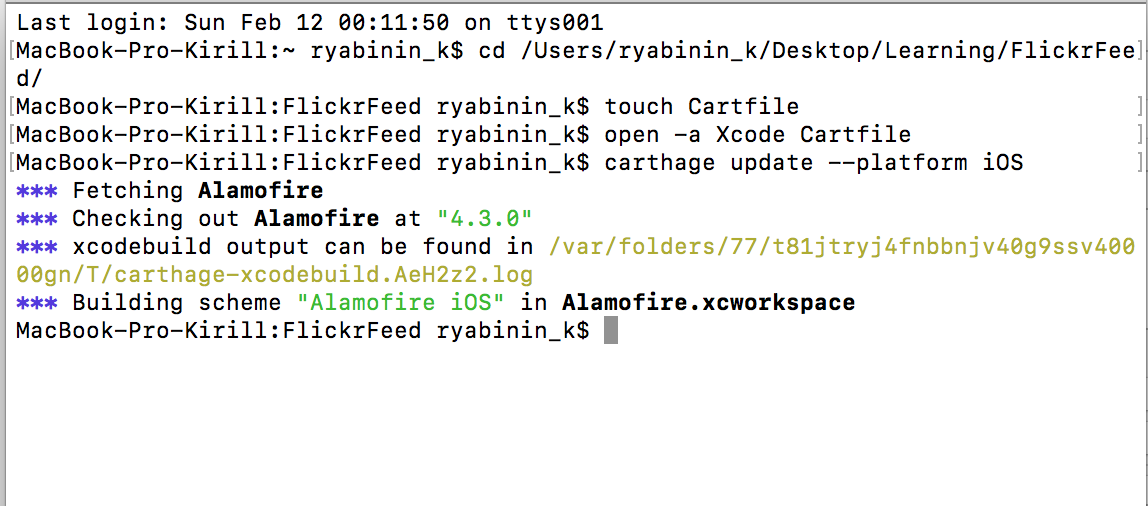 Last login: Sun Feb 12 00:11:50 on ttys001
[MacBook-Pro-Kirill:~ ryabinin_k$ cd /Users/ryabinin_k/Desktop/Learning/FlickrFee]
d/
[MacBook-Pro-Kirill:FlickrFeed ryabinin_k$ touch Cartfile ]
[MacBook-Pro-Kirill:FlickrFeed ryabinin_k$ open -a Xcode Cartfile ]
[MacBook-Pro-Kirill:FlickrFeed ryabinin_k$ carthage update --platform iOS ]
*** Fetching Alamofire
*** Checking out Alamofire at "4.3.0"
*** xcodebuild output can be found in /var/folders/77/t81jtryj4fnbbnjv40g9ssv400
00gn/T/carthage-xcodebuild.AeH2z2.log
*** Building scheme "Alamofire iOS" in Alamofire.xcworkspace
MacBook-Pro-Kirill:FlickrFeed ryabinin_k$